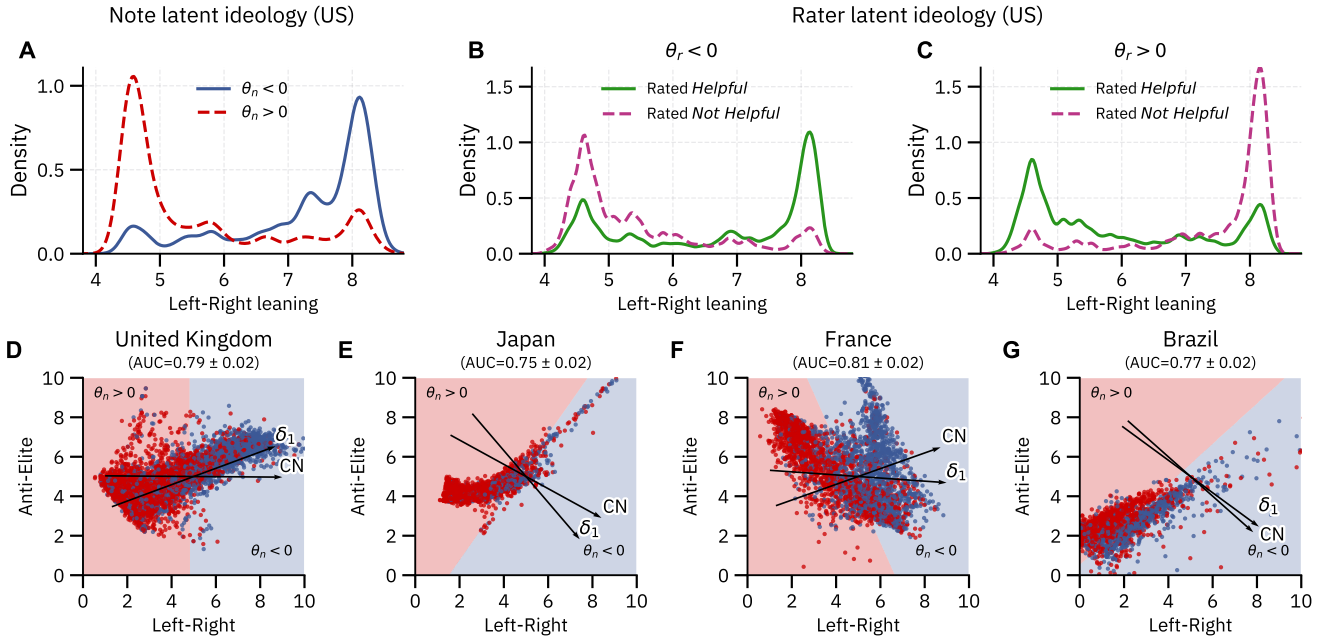 Note latent ideology (US)
Rater latent ideology (US)
A
B
θr < 0
C
θr > 0
Density
1.0
0.5
0.0
θn < 0
θn > 0
4 5 6 7 8
Left-Right leaning
Density
1.5
1.0
0.5
0.0
Rated Helpful
Rated Not Helpful
4 5 6 7 8
Left-Right leaning
Density
1.5
1.0
0.5
0.0
Rated Helpful
Rated Not Helpful
4 5 6 7 8
Left-Right leaning
D
United Kingdom
(AUC=0.79 ± 0.02)
Anti-Elite
10
8
6
4
2
0
θn > 0
δ1
CN
θn < 0
0 2 4 6 8 10
Left-Right
E
Japan
(AUC=0.75 ± 0.02)
Anti-Elite
10
8
6
4
2
0
θn > 0
CN
δ1
θn < 0
0 2 4 6 8 10
Left-Right
F
France
(AUC=0.81 ± 0.02)
Anti-Elite
10
8
6
4
2
0
θn > 0
CN
δ1
θn < 0
0 2 4 6 8 10
Left-Right
G
Brazil
(AUC=0.77 ± 0.02)
Anti-Elite
10
8
6
4
2
0
θn > 0
δ1
CN
θn < 0
0 2 4 6 8 10
Left-Right